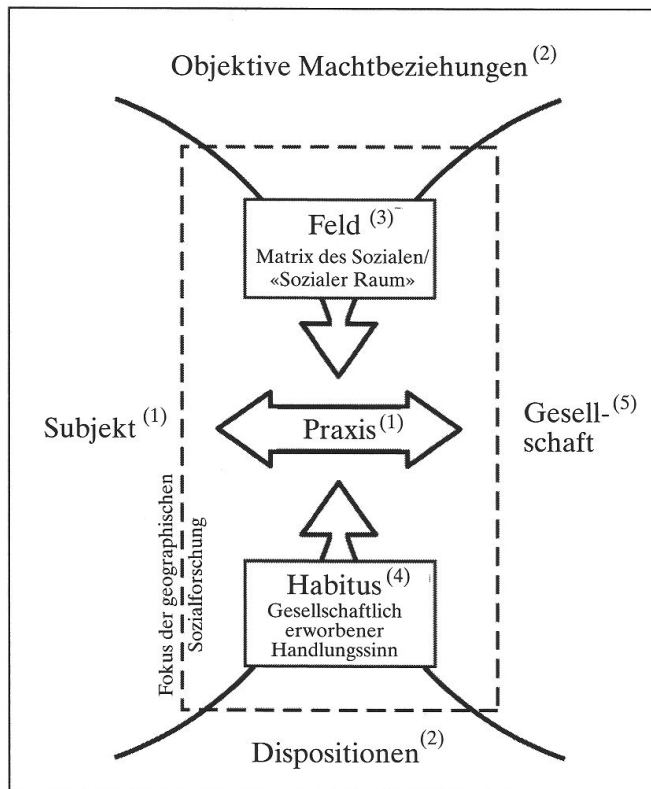 Objektive Machtbeziehungen (2)
Feld (3)
Matrix des Sozialen/
«Sozialer Raum»
Subjekt (1)
Praxis (1)
Gesell- (5)
schaft
Fokus der geographischen
Sozialforschung
Habitus (4)
Gesellschaftlich
erworbener
Handlungssinn
Dispositionen (2)